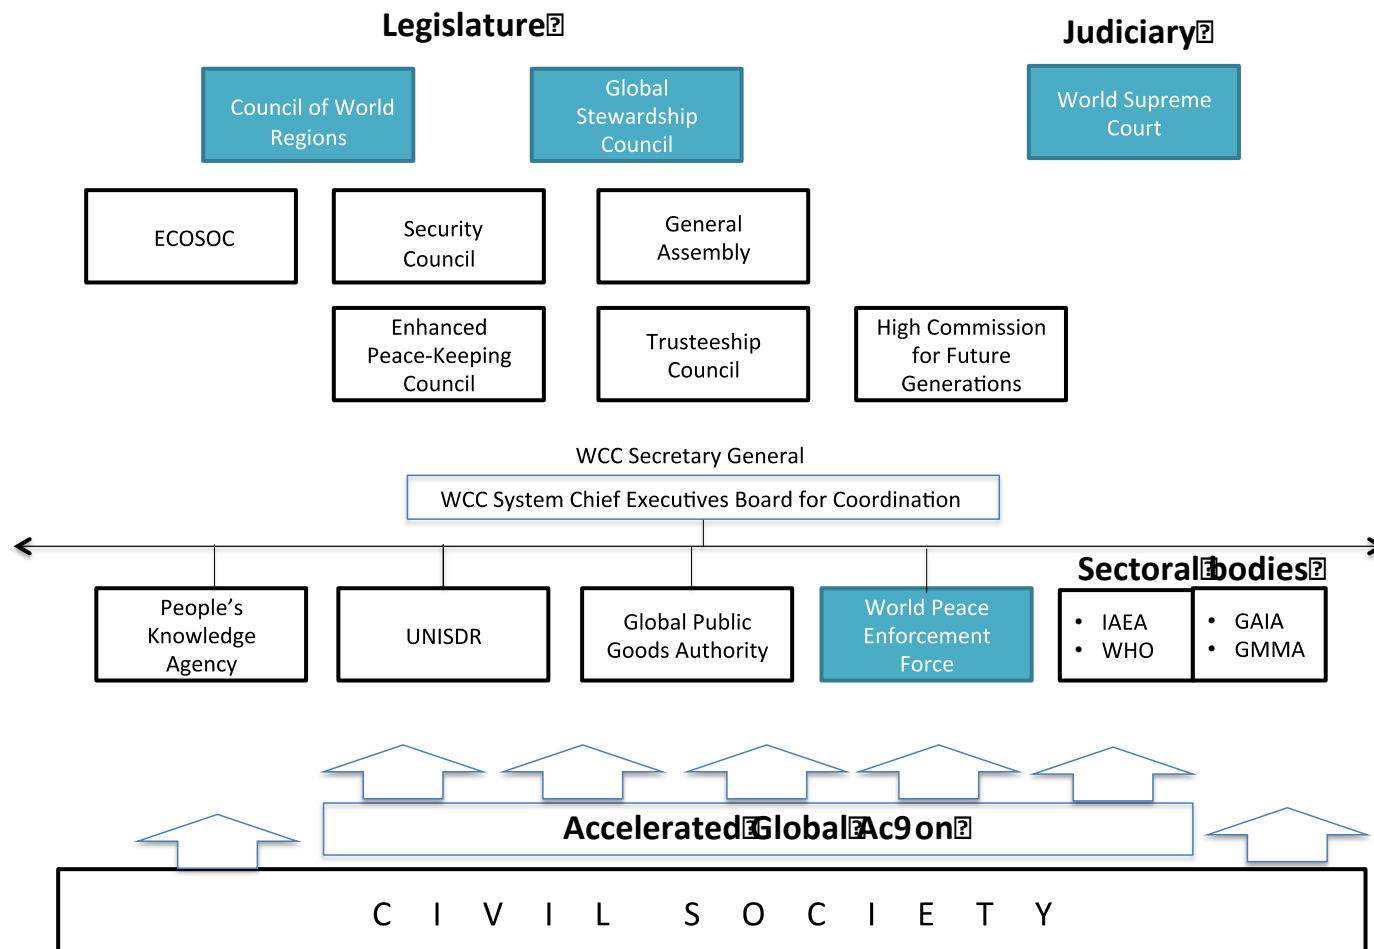 Legislature�
Judiciary�
Council of World
Regions
Global
Stewardship
Council
World Supreme
Court
ECOSOC
Security
Council
General
Assembly
Enhanced
Peace-Keeping
Council
Trusteeship
Council
High Commission
for Future
Generations
WCC Secretary General
WCC System Chief Executives Board for Coordination
Sectoral�bodies�
People’s
Knowledge
Agency
UNISDR
Global Public
Goods Authority
World Peace
Enforcement
Force
• IAEA
• WHO
• GAIA
• GMMA
Accelerated�Global�Ac9on�
CIVIL SOCIETY